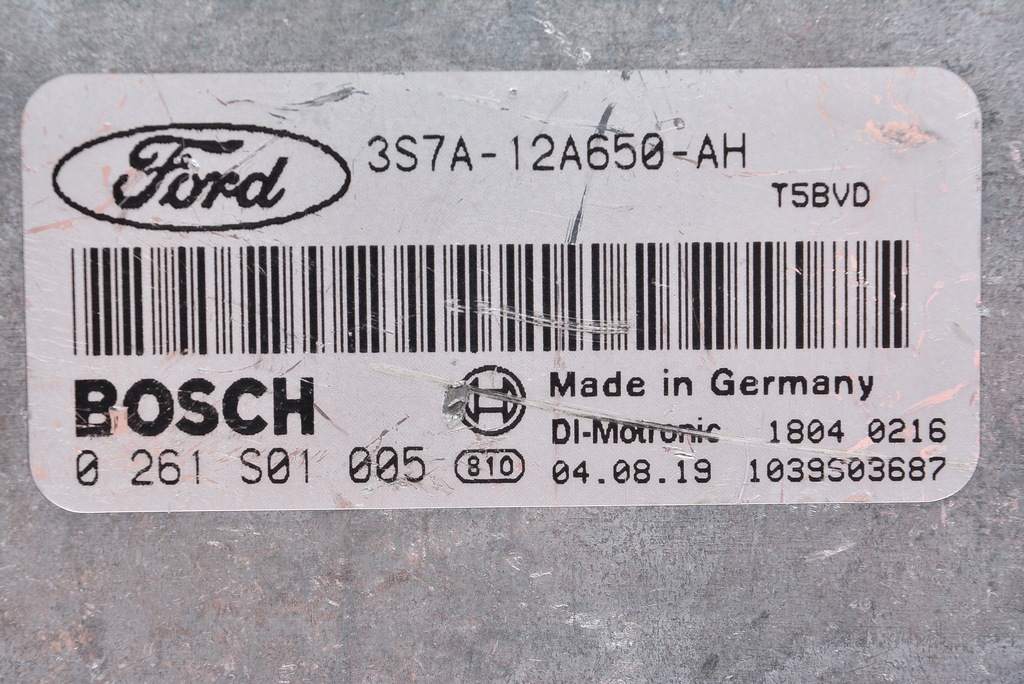 Ford
3S7A-12A650-AH
T5BVD
BOSCH
Made in Germany
DI-Motronic 1804 0216
0 261 S01 005 810 04.08.19 1039S03687